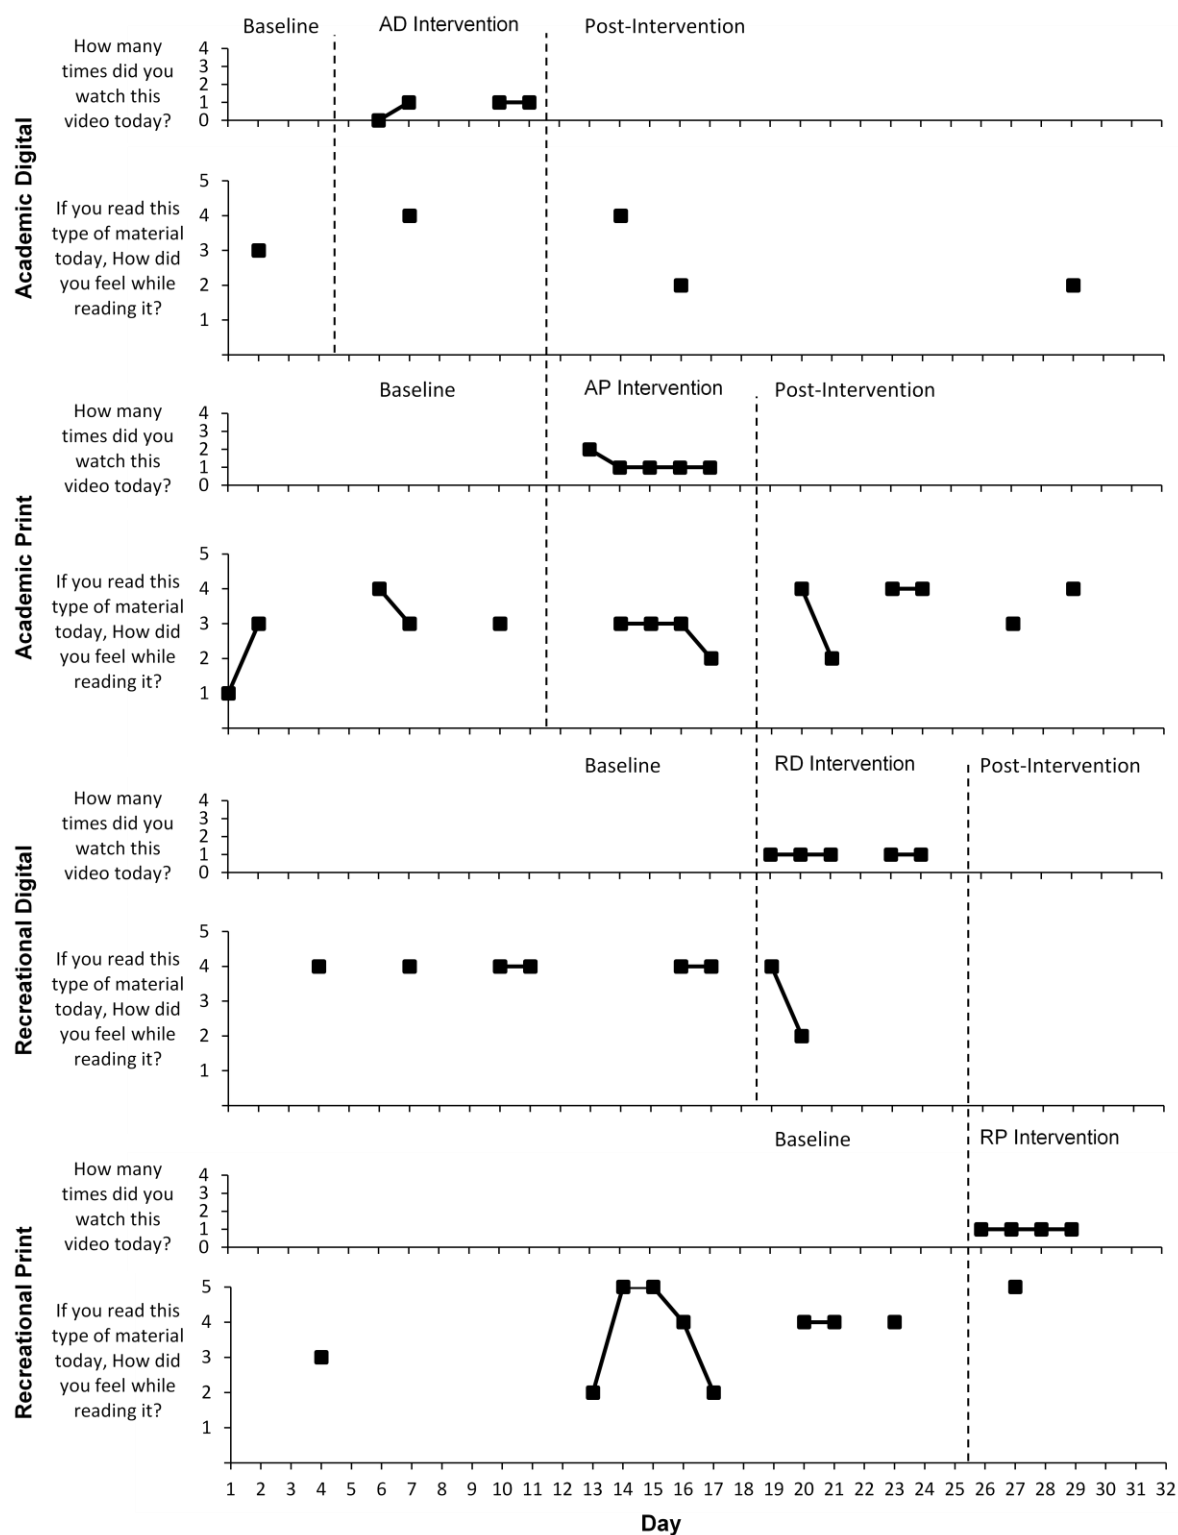 Baseline
AD Intervention
Post-Intervention
Academic Digital
How many
times did you
watch this
video today?
4
3
2
1
0
If you read this
type of material
today, How did
you feel while
reading it?
5
4
3
2
1
Baseline
AP Intervention
Post-Intervention
Academic Print
How many
times did you
watch this
video today?
4
3
2
1
0
If you read this
type of material
today, How did
you feel while
reading it?
5
4
3
2
1
Baseline
RD Intervention
Post-Intervention
Recreational Digital
How many
times did you
watch this
video today?
4
3
2
1
0
If you read this
type of material
today, How did
you feel while
reading it?
5
4
3
2
1
Baseline
RP Intervention
Recreational Print
How many
times did you
watch this
video today?
4
3
2
1
0
If you read this
type of material
today, How did
you feel while
reading it?
5
4
3
2
1
1 2 3 4 5 6 7 8 9 10 11 12 13 14 15 16 17 18 19 20 21 22 23 24 25 26 27 28 29 30 31 32
Day